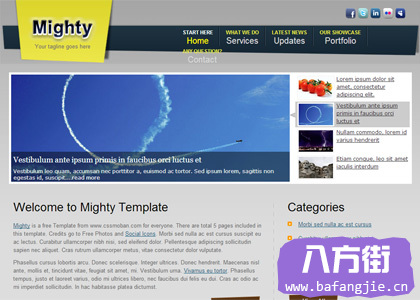 Mighty
Your tagline goes here
START HERE
Home
WHAT WE DO
Services
LATEST NEWS
Updates
OUR SHOWCASE
Portfolio
ANY QUESTION?
Contact
Vestibulum ante ipsum primis in faucibus orci luctus et
Vestibulum leo quam, accumsan nec porttitor a, euismod ac tortor. Sed ipsum lorem, sagittis non
egestas id, suscipit... read more
Lorem ipsum dolor sit
amet, consectetur
adipiscing elit.
Vestibulum ante ipsum
primis in faucibus
Nullam commodo, lorem
id varius hendrerit
Etiam congue, leo sit amet
iaculis interdum
Welcome to Mighty Template
Mighty is a free Template from www.cssmoban.com for everyone. There are total 5 pages included in
this template. Credits go to Free Photos and Social Icons. Morbi sed nulla ac est cursus suscipit eu
ac lectus. Curabitur ullamcorper nibh nisi, sed eleifend dolor. Pellentesque adipiscing sollicitudin
sapien nec aliquet. Cras rutrum ullamcorper metus, vitae consectetur dolor vulputate.
Phasellus cursus lobortis arcu. Donec scelerisque. Integer ultrices. Donec hendrerit. Maecenas nisl
ante, mollis et, tincidunt vitae, feugiat sit amet, mi. Vestibulum urna. Vivamus eu tortor. Phasellus
tempus, justo et laoreet varius, odio mi ultrices libero, nec faucibus dui felis eu dui. Cras ac odio ac
mi imperdiet sollicitudin. In hac habitasse platea dictumst.
Categories
Morbi sed nulla ac est cursus
八方街
www.bafangjie.cn